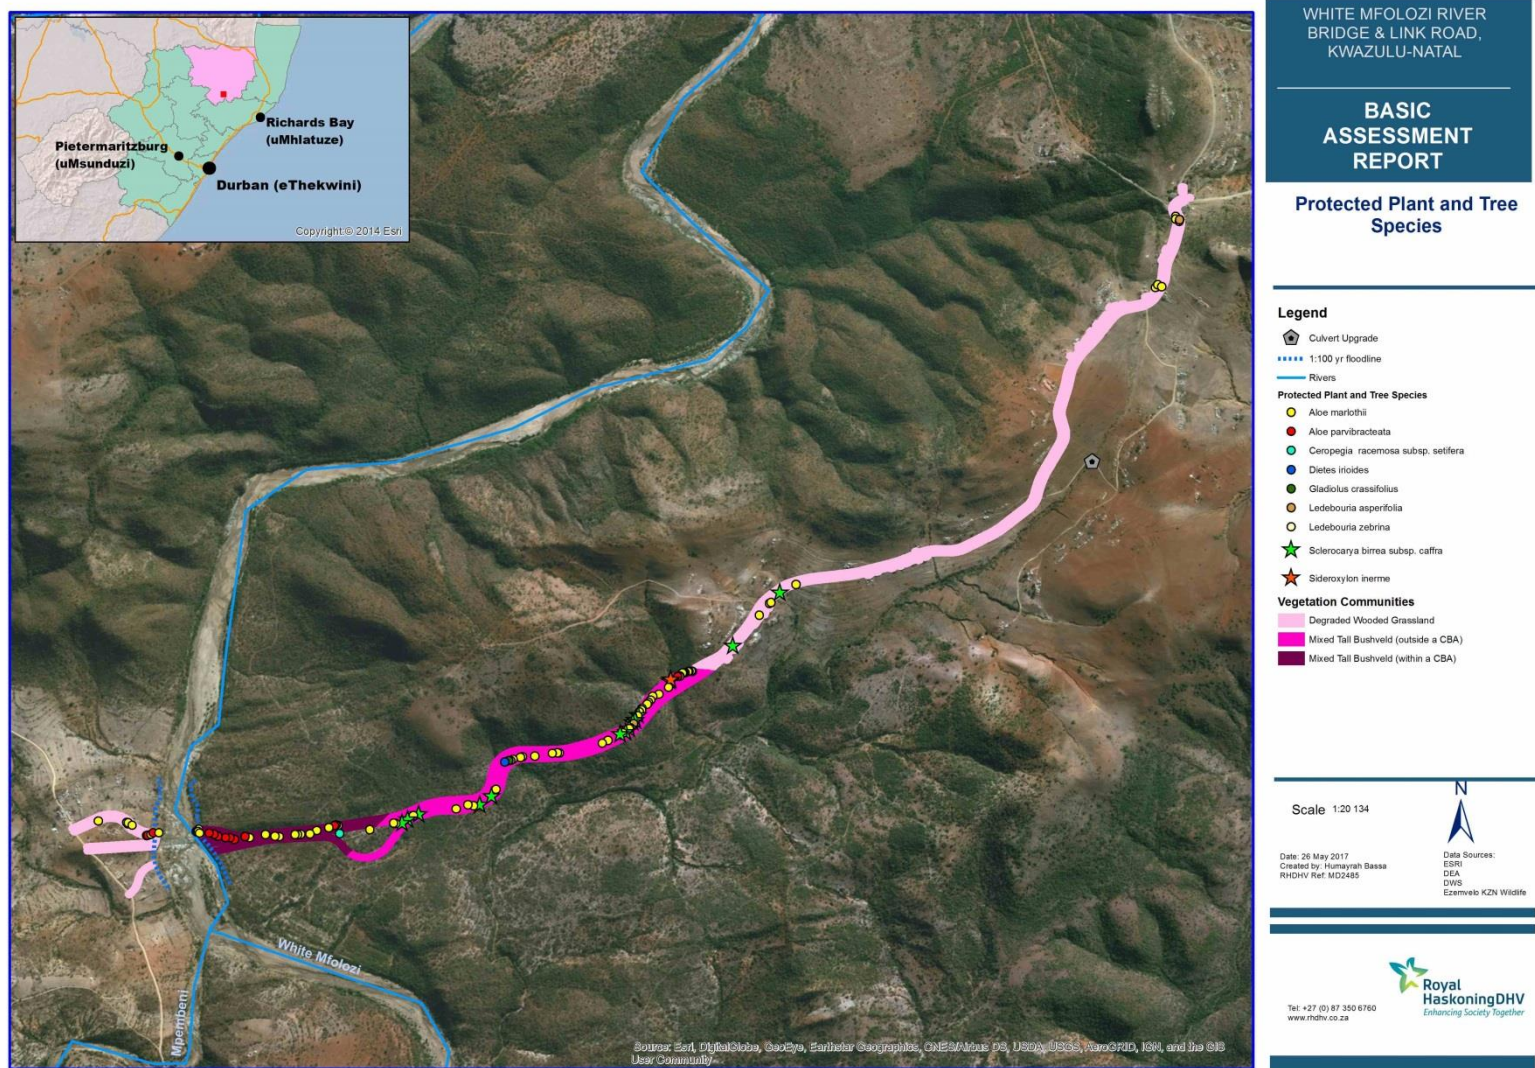 Richards Bay
(uMhlatuze)
Pietermaritzburg
(uMsunduzi)
Durban (eThekwini)
Copyright:© 2014 Esri
White Mfolozi
Mpembeni
Source: Esri, DigitalGlobe, GeoEye, Earthstar Geographics, CNES/Airbus DS, USDA, USGS, AeroGRID, IGN, and the GIS
User Community
WHITE MFOLOZI RIVER
BRIDGE & LINK ROAD,
KWAZULU-NATAL
BASIC
ASSESSMENT
REPORT
Protected Plant and Tree
Species
Legend
Culvert Upgrade
1:100 yr floodline
Rivers
Protected Plant and Tree Species
Aloe marlothii
Aloe parvibracteata
Ceropegia racemosa subsp. setifera
Dietes irioides
Gladiolus crassifolius
Ledebouria asperifolia
Ledebouria zebrina
Sclerocarya birrea subsp. caffra
Sideroxylon inerme
Vegetation Communities
Degraded Wooded Grassland
Mixed Tall Bushveld (outside a CBA)
Mixed Tall Bushveld (within a CBA)
Scale 1:20 134
N
Date: 26 May 2017
Created by: Humayrah Bassa
RHDHV Ref: MD2485
Data Sources:
ESRI
DEA
DWS
Ezemvelo KZN Wildlife
Royal
HaskoningDHV
Enhancing Society Together
Tel: +27 (0) 87 350 6760
www.rhdhv.co.za